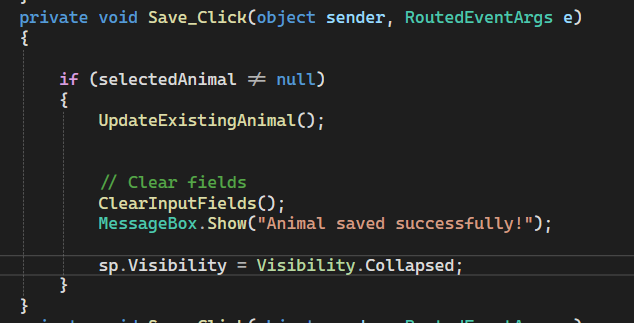 private void Save_Click(object sender, RoutedEventArgs e)
{
if (selectedAnimal != null)
{
UpdateExistingAnimal();
// Clear fields
ClearInputFields();
MessageBox.Show("Animal saved successfully!");
sp.Visibility = Visibility.Collapsed;
}
}